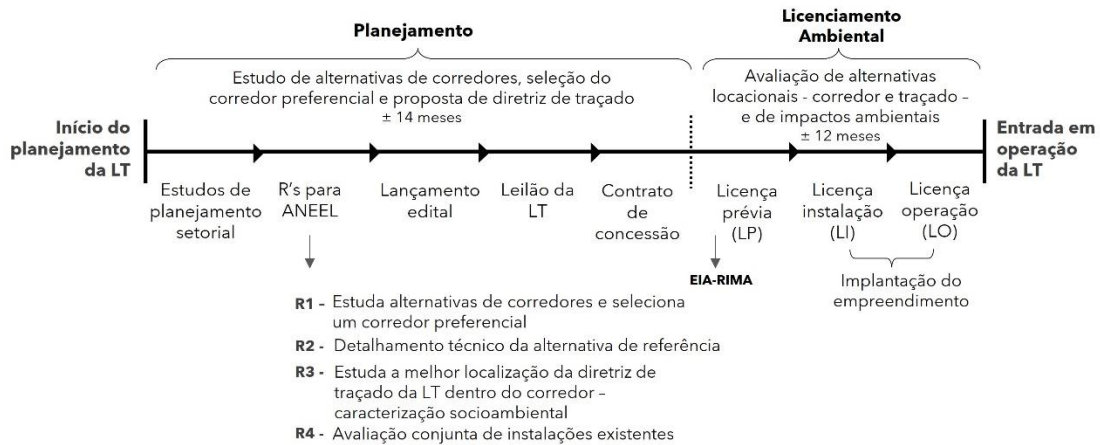 Planejamento
Licenciamento
Ambiental
Estudo de alternativas de corredores, seleção do
corredor preferencial e proposta de diretriz de traçado
± 14 meses
Avaliação de alternativas
locacionais - corredor e traçado –
e de impactos ambientais
± 12 meses
Início do
planejamento
da LT
Entrada em
operação
da LT
Estudos de
planejamento
setorial
R's para
ANEEL
Lançamento
edital
Leilão da
LT
Contrato
de
concessão
Licença
prévia
(LP)
Licença
instalação
(LI)
Licença
operação
(LO)
EIA-RIMA
Implantação do
empreendimento
R1 – Estuda alternativas de corredores e seleciona
um corredor preferencial
R2 - Detalhamento técnico da alternativa de referência
R3 - Estuda a melhor localização da diretriz de
traçado da LT dentro do corredor –
caracterização socioambiental
R4 - Avaliação conjunta de instalações existentes